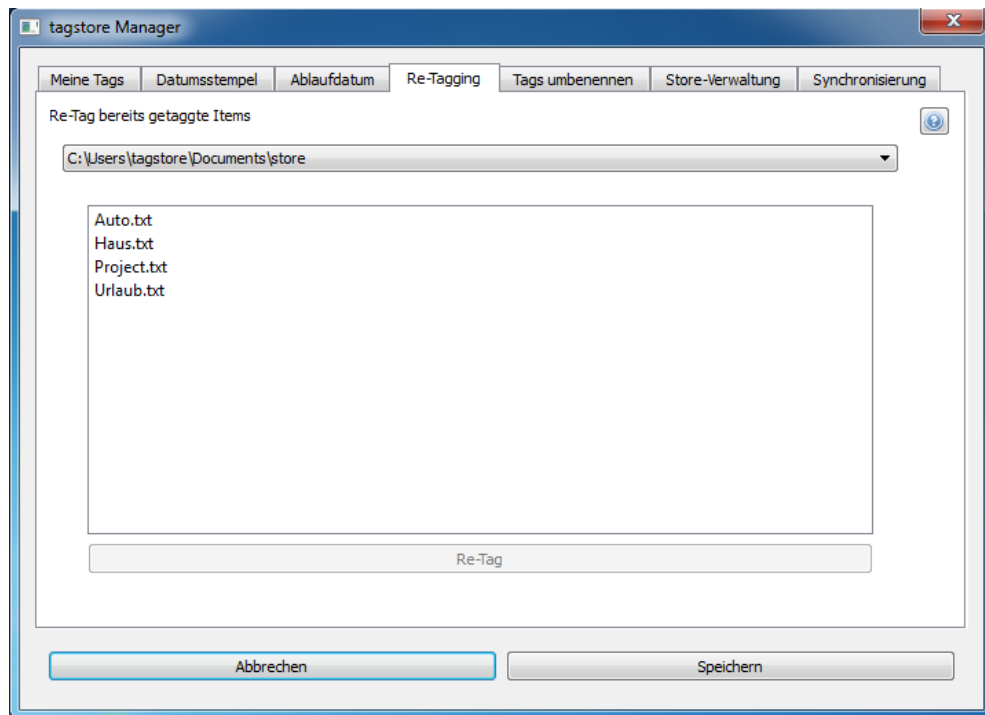 tagstore Manager
Meine Tags Datumsstempel Ablaufdatum Re-Tagging Tags umbenennen Store-Verwaltung Synchronisierung
Re-Tag bereits getaggte Items
C:\Users\tagstore\Documents\store
Auto.txt
Haus.txt
Project.txt
Urlaub.txt
Re-Tag
Abbrechen Speichern